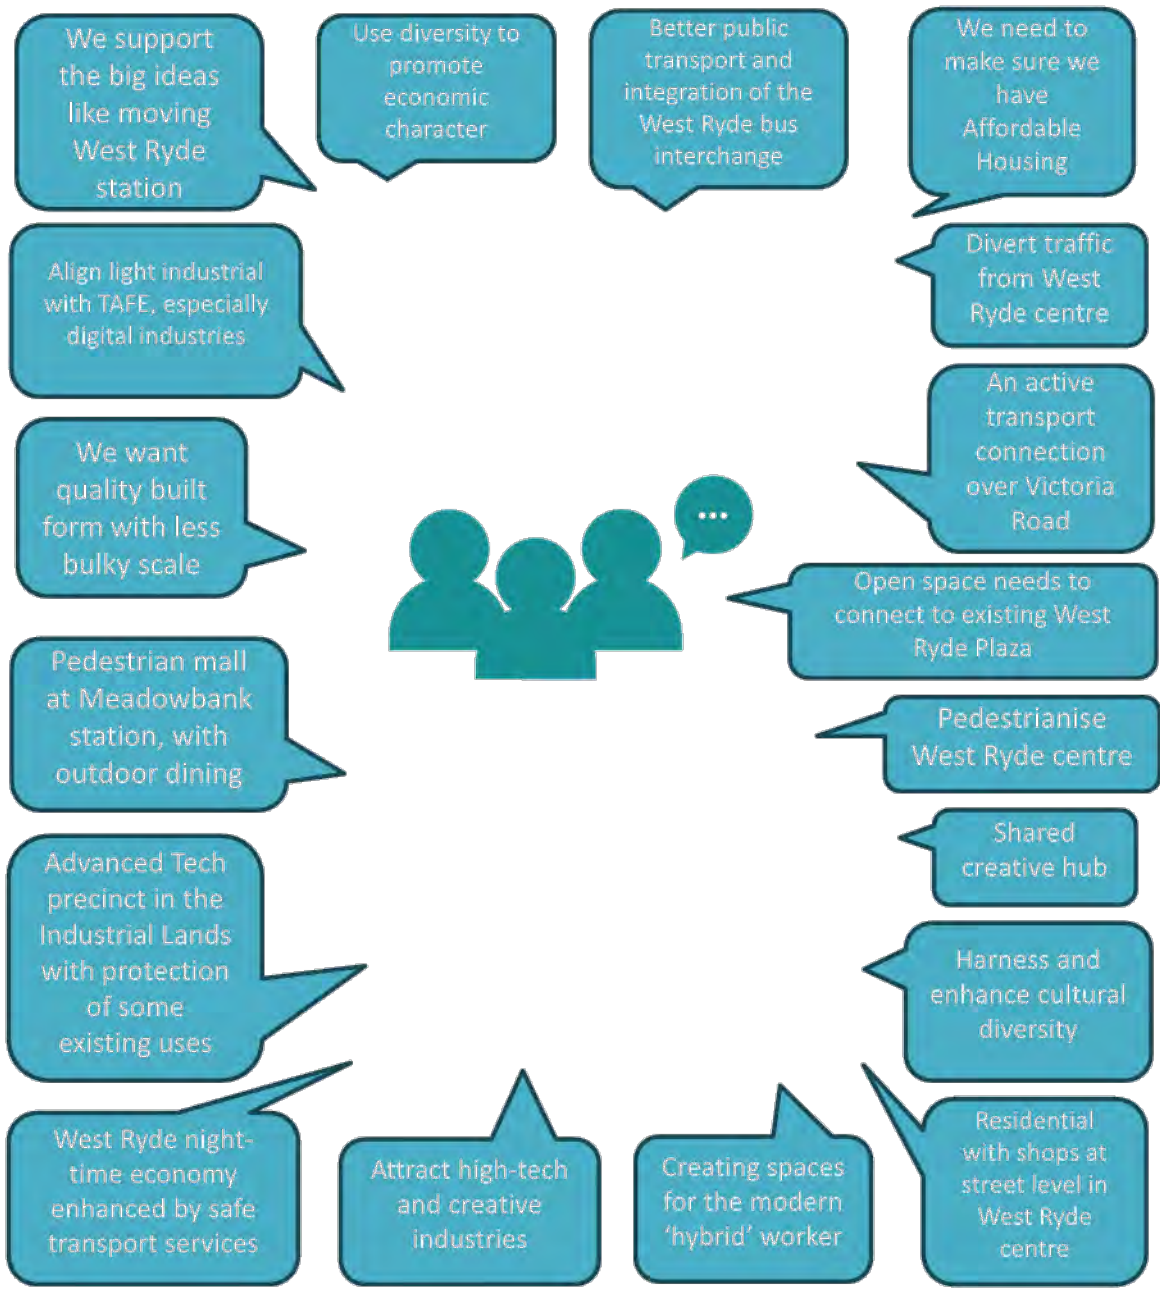 We support
the big ideas
like moving
West Ryde
station
Use diversity to
promote
economic
character
Better public
transport and
integration of the
West Ryde bus
interchange
We need to
make sure we
have
Affordable
Housing
Align light industrial
with TAFE, especially
digital industries
Divert traffic
from West
Ryde centre
We want
quality built
form with less
bulky scale
An active
transport
connection
over Victoria
Road
Open space needs to
connect to existing West
Ryde Plaza
Pedestrian mall
at Meadowbank
station, with
outdoor dining
Pedestrianise
West Ryde centre
Shared
creative hub
Advanced Tech
precinct in the
Industrial Lands
with protection
of some
existing uses
Harness and
enhance cultural
diversity
West Ryde night-
time economy
enhanced by safe
transport services
Attract high-tech
and creative
industries
Creating spaces
for the modern
‘hybrid’ worker
Residential
with shops at
street level in
West Ryde
centre